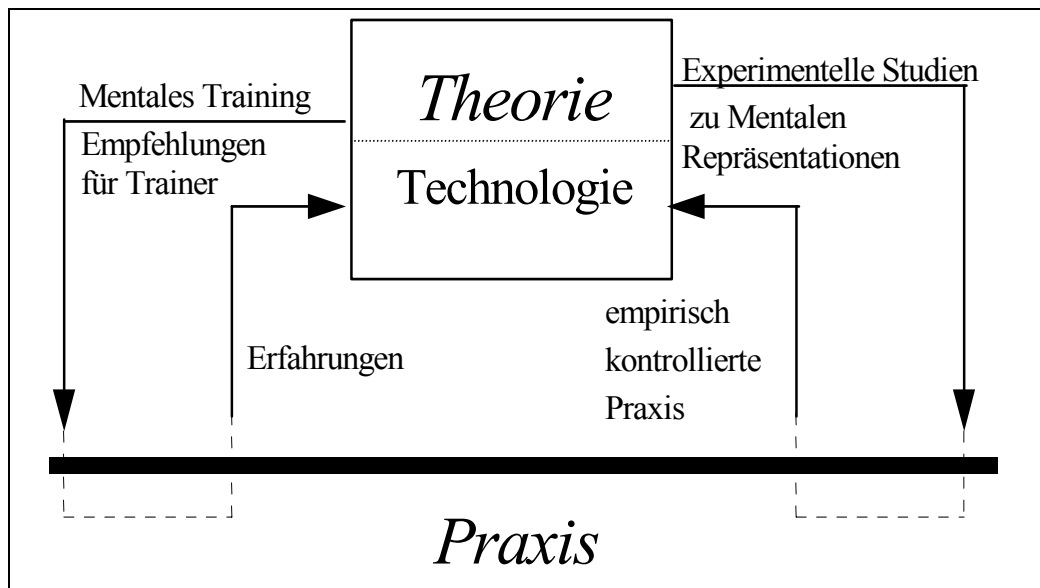 Mentales Training
Empfehlungen
für Trainer
Theorie
Technologie
Experimentelle Studien
zu Mentalen
Repräsentationen
Erfahrungen
empirisch
kontrollierte
Praxis
Praxis